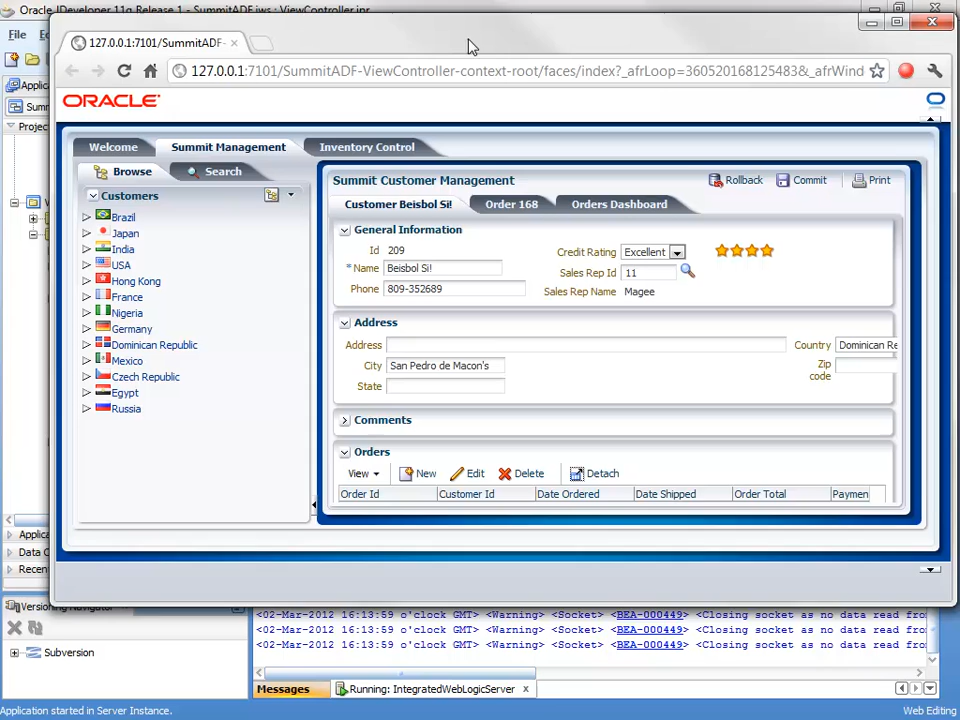 Oracle JDeveloper 11g Release 1 - SummitADF.jws : ViewController.jpr
File
127.0.0.1:7101/SummitADF-
127.0.0.1:7101/SummitADF-ViewController-context-root/faces/index?_afrLoop=360520168125483&_afrWind
ORACLE
Welcome
Summit Management
Inventory Control
Browse
Search
Customers
Brazil
Japan
India
USA
Hong Kong
France
Nigeria
Germany
Dominican Republic
Mexico
Czech Republic
Egypt
Russia
Summit Customer Management
Rollback
Commit
Print
Customer Beisbol Si!
Order 168
Orders Dashboard
General Information
Id 209
* Name Beisbol Si!
Phone 809-352689
Credit Rating Excellent
Sales Rep Id 11
Sales Rep Name Magee
Address
Address
City San Pedro de Macon's
State
Country Dominican Re
Zip code
Comments
Orders
View New Edit Delete Detach
Order Id Customer Id Date Ordered Date Shipped Order Total Paymen
Projec
Applic
Data C
Recen
Versioning Navigator
Subversion
<02-Mar-2012 16:13:59 o'clock GMT> <Warning> <Socket> <BEA-000449> <Closing socket as no data read fro
<02-Mar-2012 16:13:59 o'clock GMT> <Warning> <Socket> <BEA-000449> <Closing socket as no data read from
<02-Mar-2012 16:13:59 o'clock GMT> <Warning> <Socket> <BEA-000449> <Closing socket as no data read from
Messages
Running: IntegratedWebLogicServer
Application started in Server Instance.
Web Editing